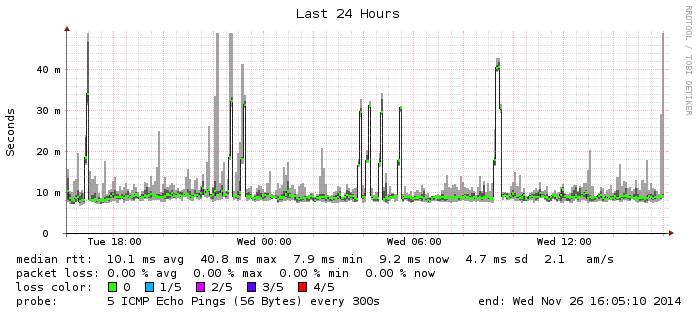 Last 24 Hours
RRDTOOL / TOBI OETIKER
Seconds
40 m
30 m
20 m
10 m
0
Tue 18:00 Wed 00:00 Wed 06:00 Wed 12:00
median rtt: 10.1 ms avg 40.8 ms max 7.9 ms min 9.2 ms now 4.7 ms sd 2.1 am/s
packet loss: 0.00 % avg 0.00 % max 0.00 % min 0.00 % now
loss color: 0 1/5 2/5 3/5 4/5
probe: 5 ICMP Echo Pings (56 Bytes) every 300s end: Wed Nov 26 16:05:10 2014